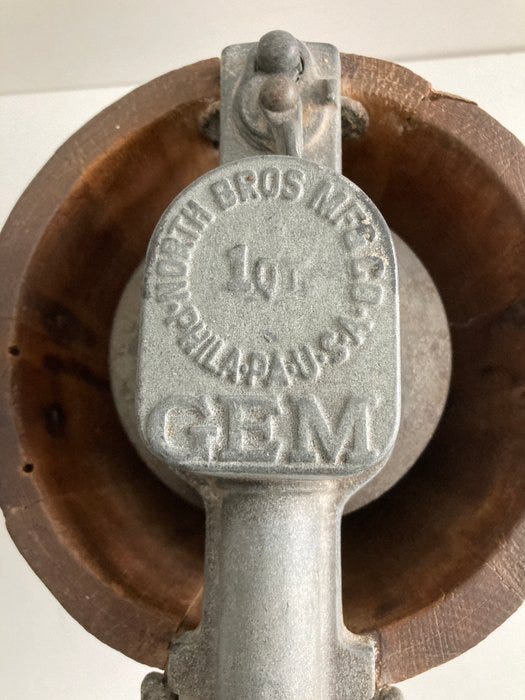 NORTH BROS MFG CO
PHILA·PA·U·S·A·
1QT
GEM